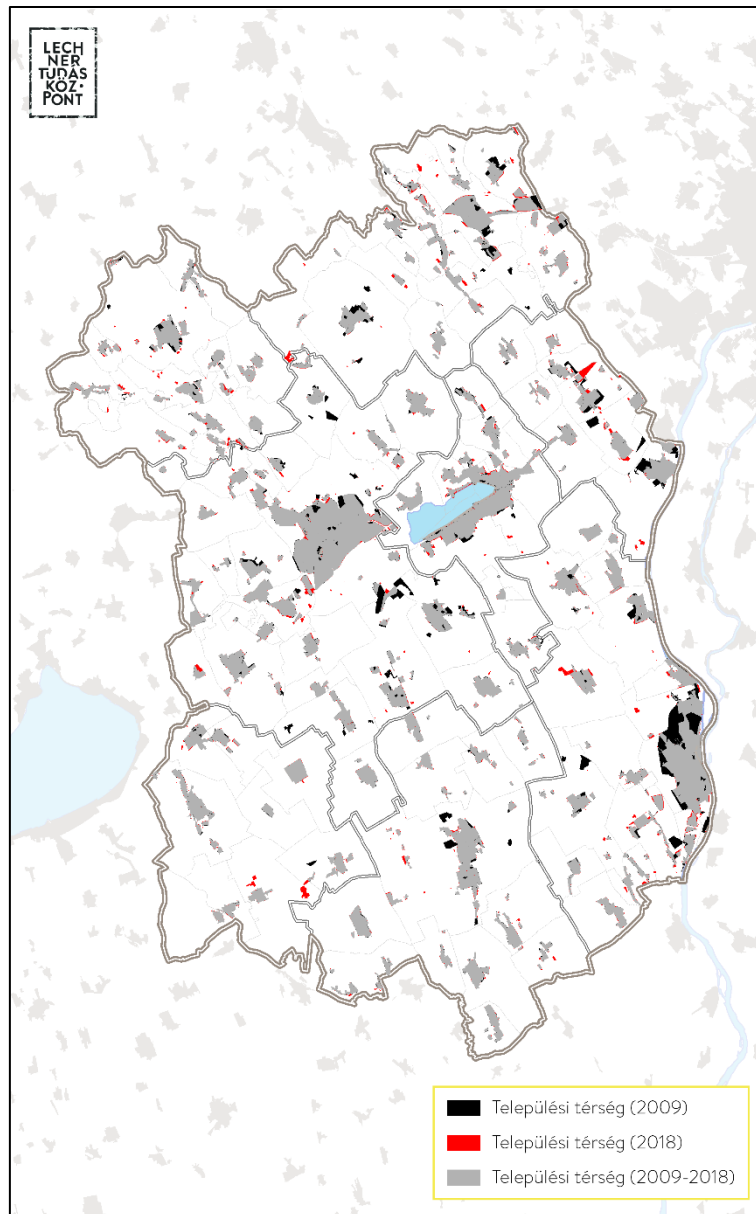 LECH
NER
TUDÁS
KÖZ•
PONT
Települési térség (2009)
Települési térség (2018)
Települési térség (2009-2018)